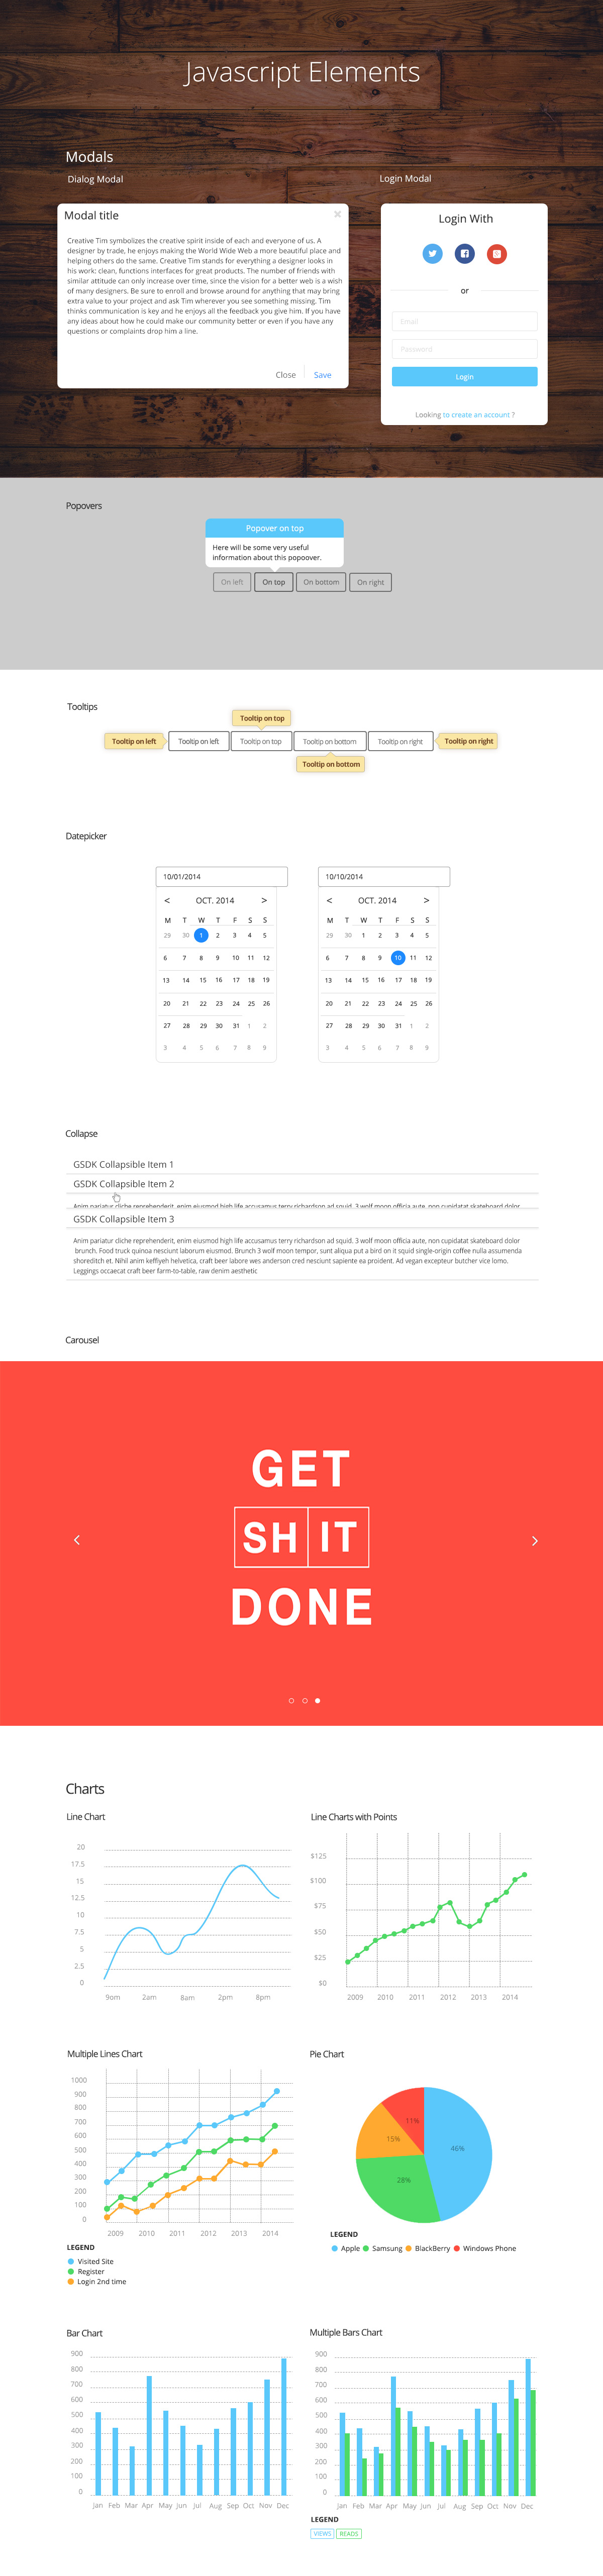 Javascript Elements
Modals
Dialog Modal
Login Modal
Modal title
Creative Tim symbolizes the creative spirit inside of each and everyone of us. A
designer by trade, he enjoys making the World Wide Web a more beautiful place and
helping others do the same. Creative Tim stands for everything a designer looks in
his work: clean, functions interfaces for great products. The number of friends with
similar attitude can only increase over time, since the vision for a better web is a wish
of many designers. Be sure to enroll and browse around for anything that may bring
extra value to your project and ask Tim wherever you see something missing. Tim
thinks communication is key and he enjoys all the feedback you give him. If you have
any ideas about how he could make our community better or even if you have any
questions or complaints drop him a line.
Close
Save
Login With
or
Email
Password
Login
Looking to create an account ?
Popovers
Popover on top
Here will be some very useful
information about this popoover.
On left
On top
On bottom
On right
Tooltips
Tooltip on top
Tooltip on left
Tooltip on left
Tooltip on top
Tooltip on bottom
Tooltip on right
Tooltip on right
Tooltip on bottom
Datepicker
10/01/2014
< OCT. 2014 >
M T W T F S S
29 30 1 2 3 4 5
6 7 8 9 10 11 12
13 14 15 16 17 18 19
20 21 22 23 24 25 26
27 28 29 30 31 1 2
3 4 5 6 7 8 9
10/10/2014
< OCT. 2014 >
M T W T F S S
29 30 1 2 3 4 5
6 7 8 9 10 11 12
13 14 15 16 17 18 19
20 21 22 23 24 25 26
27 28 29 30 31 1 2
3 4 5 6 7 8 9
Collapse
GSDK Collapsible Item 1
GSDK Collapsible Item 2
Anim pariatur cliche reprehenderit, enim eiusmod high life accusamus terry richardson ad squid. 3 wolf moon officia aute, non cupidatat skateboard dolor
GSDK Collapsible Item 3
Anim pariatur cliche reprehenderit, enim eiusmod high life accusamus terry richardson ad squid. 3 wolf moon officia aute, non cupidatat skateboard dolor
brunch. Food truck quinoa nesciunt laborum eiusmod. Brunch 3 wolf moon tempor, sunt aliqua put a bird on it squid single-origin coffee nulla assumenda
shoreditch et. Nihil anim keffiyeh helvetica, craft beer labore wes anderson cred nesciunt sapiente ea proident. Ad vegan excepteur butcher vice lomo.
Leggings occaecat craft beer farm-to-table, raw denim aesthetic
Carousel
GET
SH IT
DONE
Charts
Line Chart
20
17.5
15
12.5
10
7.5
5
2.5
0
9om 2am 8am 2pm 8pm
Line Charts with Points
$125
$100
$75
$50
$25
$0
2009 2010 2011 2012 2013 2014
Multiple Lines Chart
1000
900
800
700
600
500
400
300
200
100
0
2009 2010 2011 2012 2013 2014
LEGEND
Visited Site
Register
Login 2nd time
Pie Chart
11%
15%
46%
28%
LEGEND
Apple Samsung BlackBerry Windows Phone
Bar Chart
900
800
700
600
500
400
300
200
100
0
Jan Feb Mar Apr May Jun Jul Aug Sep Oct Nov Dec
Multiple Bars Chart
900
800
700
600
500
400
300
200
100
0
Jan Feb Mar Apr May Jun Jul Aug Sep Oct Nov Dec
LEGEND
VIEWS READS